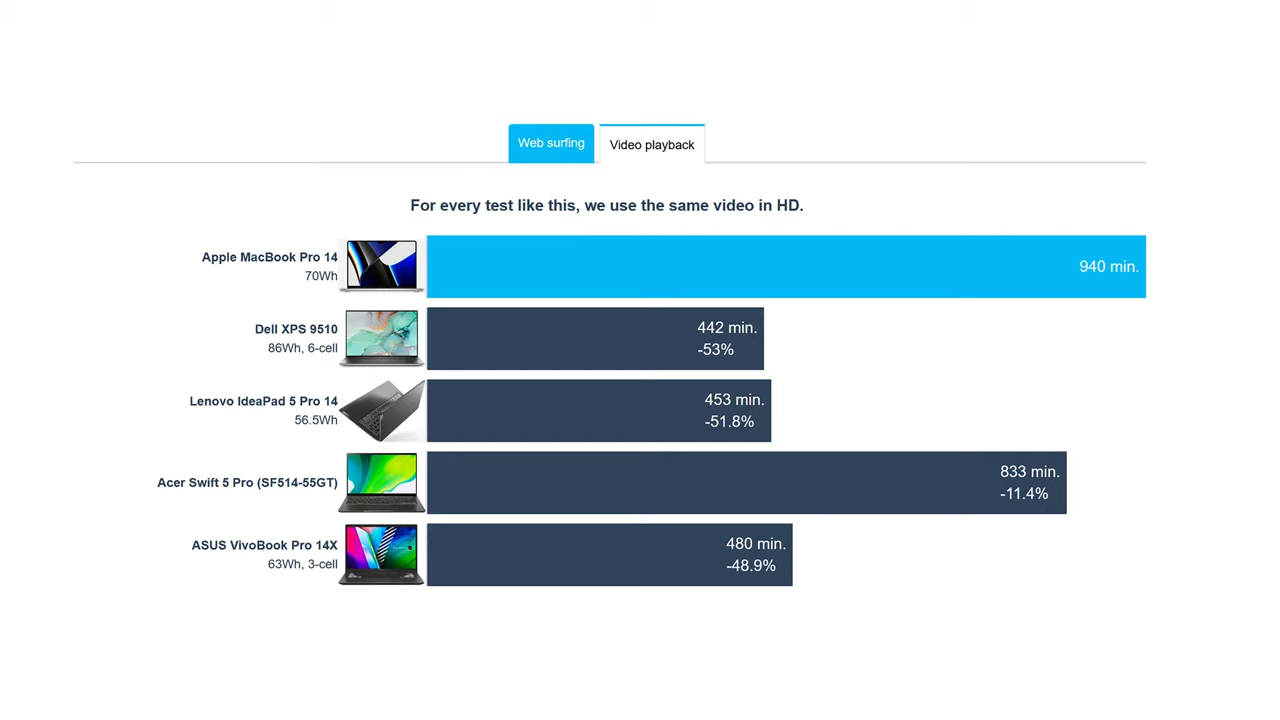 Web surfing
Video playback
For every test like this, we use the same video in HD.
Apple MacBook Pro 14
70Wh
940 min.
Dell XPS 9510
86Wh, 6-cell
442 min.
-53%
Lenovo IdeaPad 5 Pro 14
56.5Wh
453 min.
-51.8%
Acer Swift 5 Pro (SF514-55GT)
833 min.
-11.4%
ASUS VivoBook Pro 14X
63Wh, 3-cell
480 min.
-48.9%